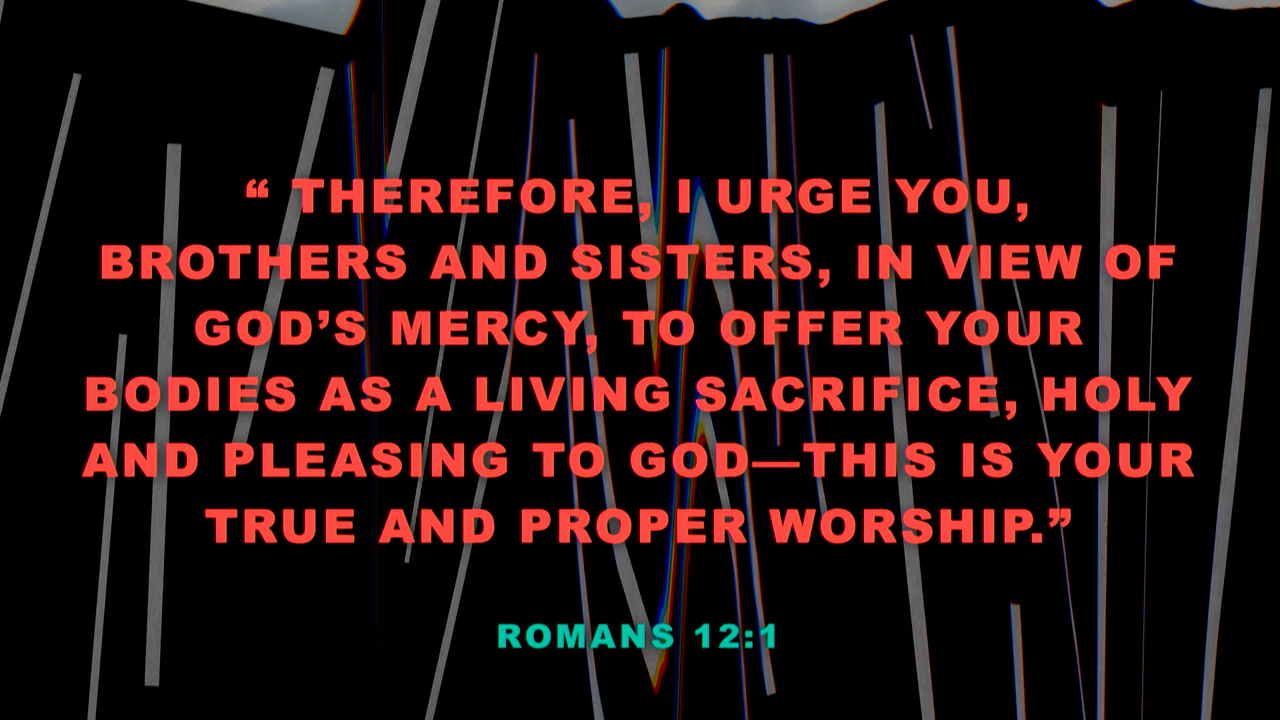 “ THEREFORE, I URGE YOU,
BROTHERS AND SISTERS, IN VIEW OF
GOD’S MERCY, TO OFFER YOUR
BODIES AS A LIVING SACRIFICE, HOLY
AND PLEASING TO GOD—THIS IS YOUR
TRUE AND PROPER WORSHIP.”
ROMANS 12:1